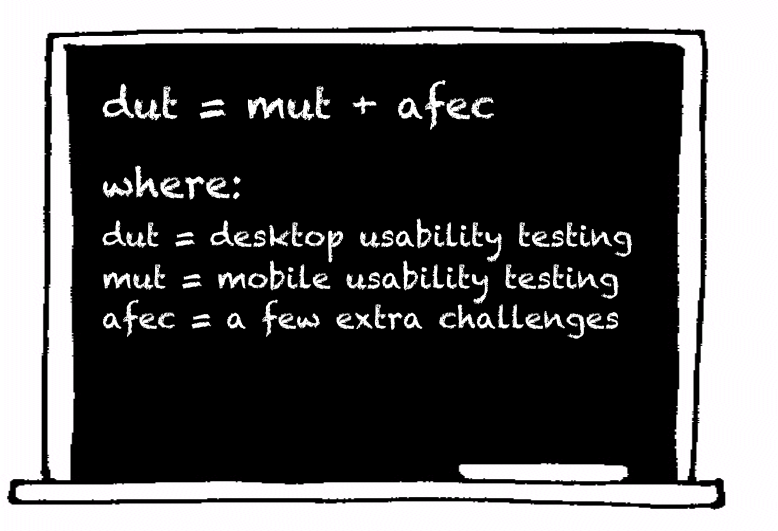 dut = mut + afec
where:
dut = desktop usability testing
mut = mobile usability testing
afec = a few extra challenges